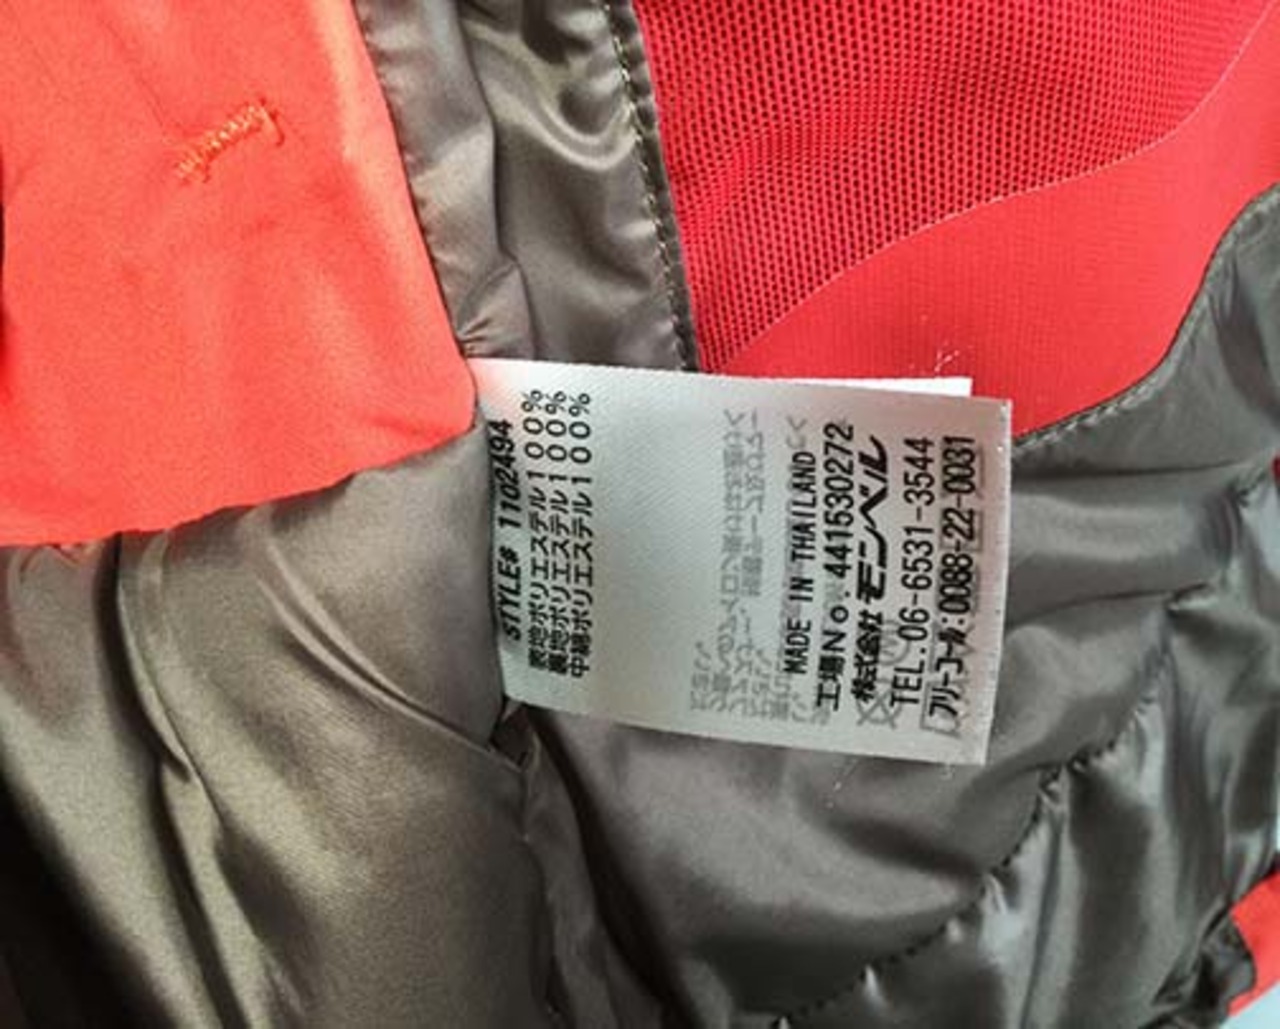 STYLE# 1102494
表地ポリエステル100%
裏地ポリエステル100%
中綿ポリエステル100%
MADE IN THAILAND
工場No. 441530272
株式会社モンベル
TEL.06-6531-3544
フリーコール:0088-22-0031